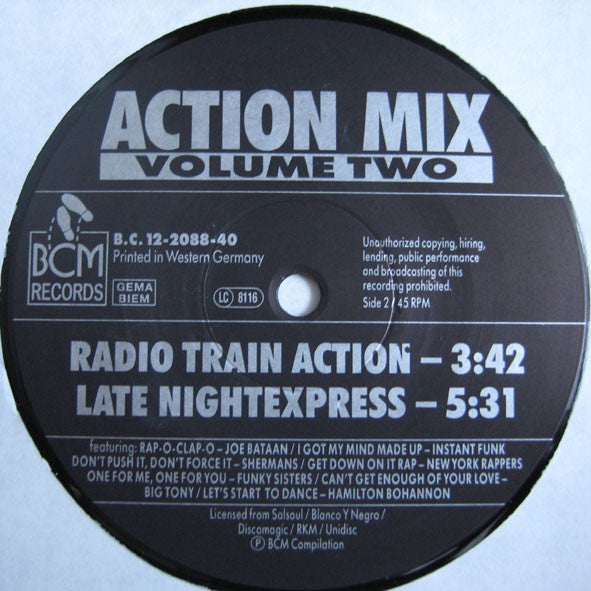 ACTION MIX
VOLUME TWO
BCM
RECORDS
B.C. 12-2088-40
Printed in Western Germany
GEMA
BIEM
LC 8116
Unauthorized copying, hiring,
lending, public performance
and broadcasting of this
recording prohibited.
Side 2 / 45 RPM
RADIO TRAIN ACTION – 3:42
LATE NIGHTEXPRESS – 5:31
featuring: RAP-O-CLAP-O – JOE BATAAN / I GOT MY MIND MADE UP – INSTANT FUNK
DON'T PUSH IT, DON'T FORCE IT – SHERMANS / GET DOWN ON IT RAP – NEW YORK RAPPERS
ONE FOR ME, ONE FOR YOU – FUNKY SISTERS / CAN'T GET ENOUGH OF YOUR LOVE –
BIG TONY / LET'S START TO DANCE – HAMILTON BOHANNON
Licensed from Salsoul / Blanco Y Negro /
Discomagic / RKM / Unidisc
Ⓟ BCM Compilation